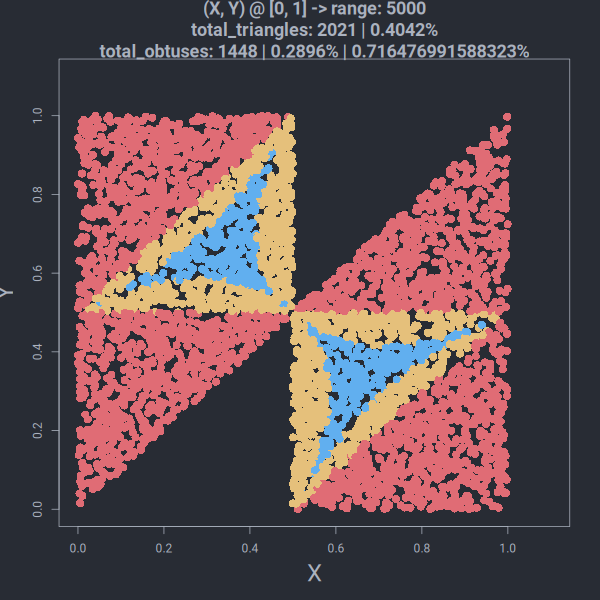 (X, Y) @ [0, 1] -> range: 5000
total_triangles: 2021 | 0.4042%
total_obtuses: 1448 | 0.2896% | 0.716476991588323%
1.0
0.8
0.6
Y
0.4
0.2
0.0
0.0 0.2 0.4 0.6 0.8 1.0
X